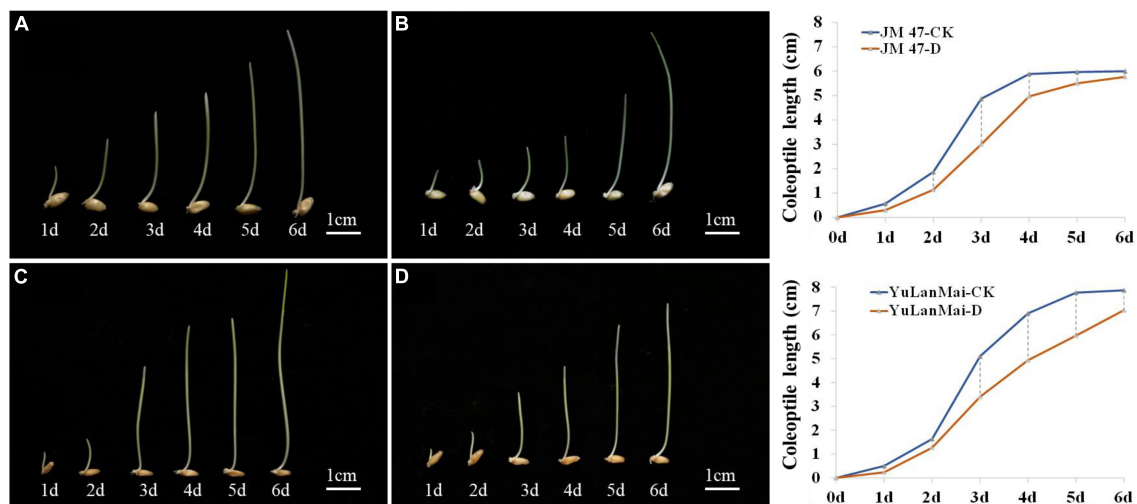 A
1d 2d 3d 4d 5d 6d 1cm
B
1d 2d 3d 4d 5d 6d 1cm
JM 47-CK
JM 47-D
Coleoptile length (cm)
8
7
6
5
4
3
2
1
0
0d 1d 2d 3d 4d 5d 6d
C
1d 2d 3d 4d 5d 6d 1cm
D
1d 2d 3d 4d 5d 6d 1cm
YuLanMai-CK
YuLanMai-D
Coleoptile length (cm)
8
7
6
5
4
3
2
1
0
0d 1d 2d 3d 4d 5d 6d